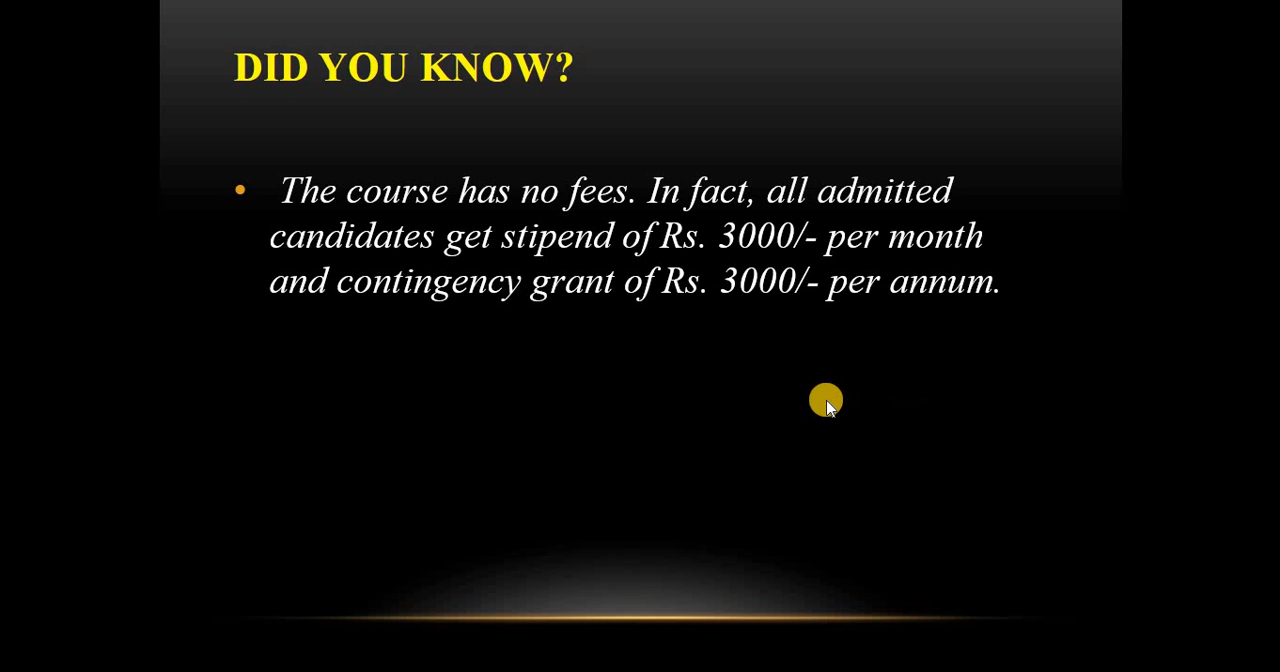 DID YOU KNOW?
• The course has no fees. In fact, all admitted
candidates get stipend of Rs. 3000/- per month
and contingency grant of Rs. 3000/- per annum.